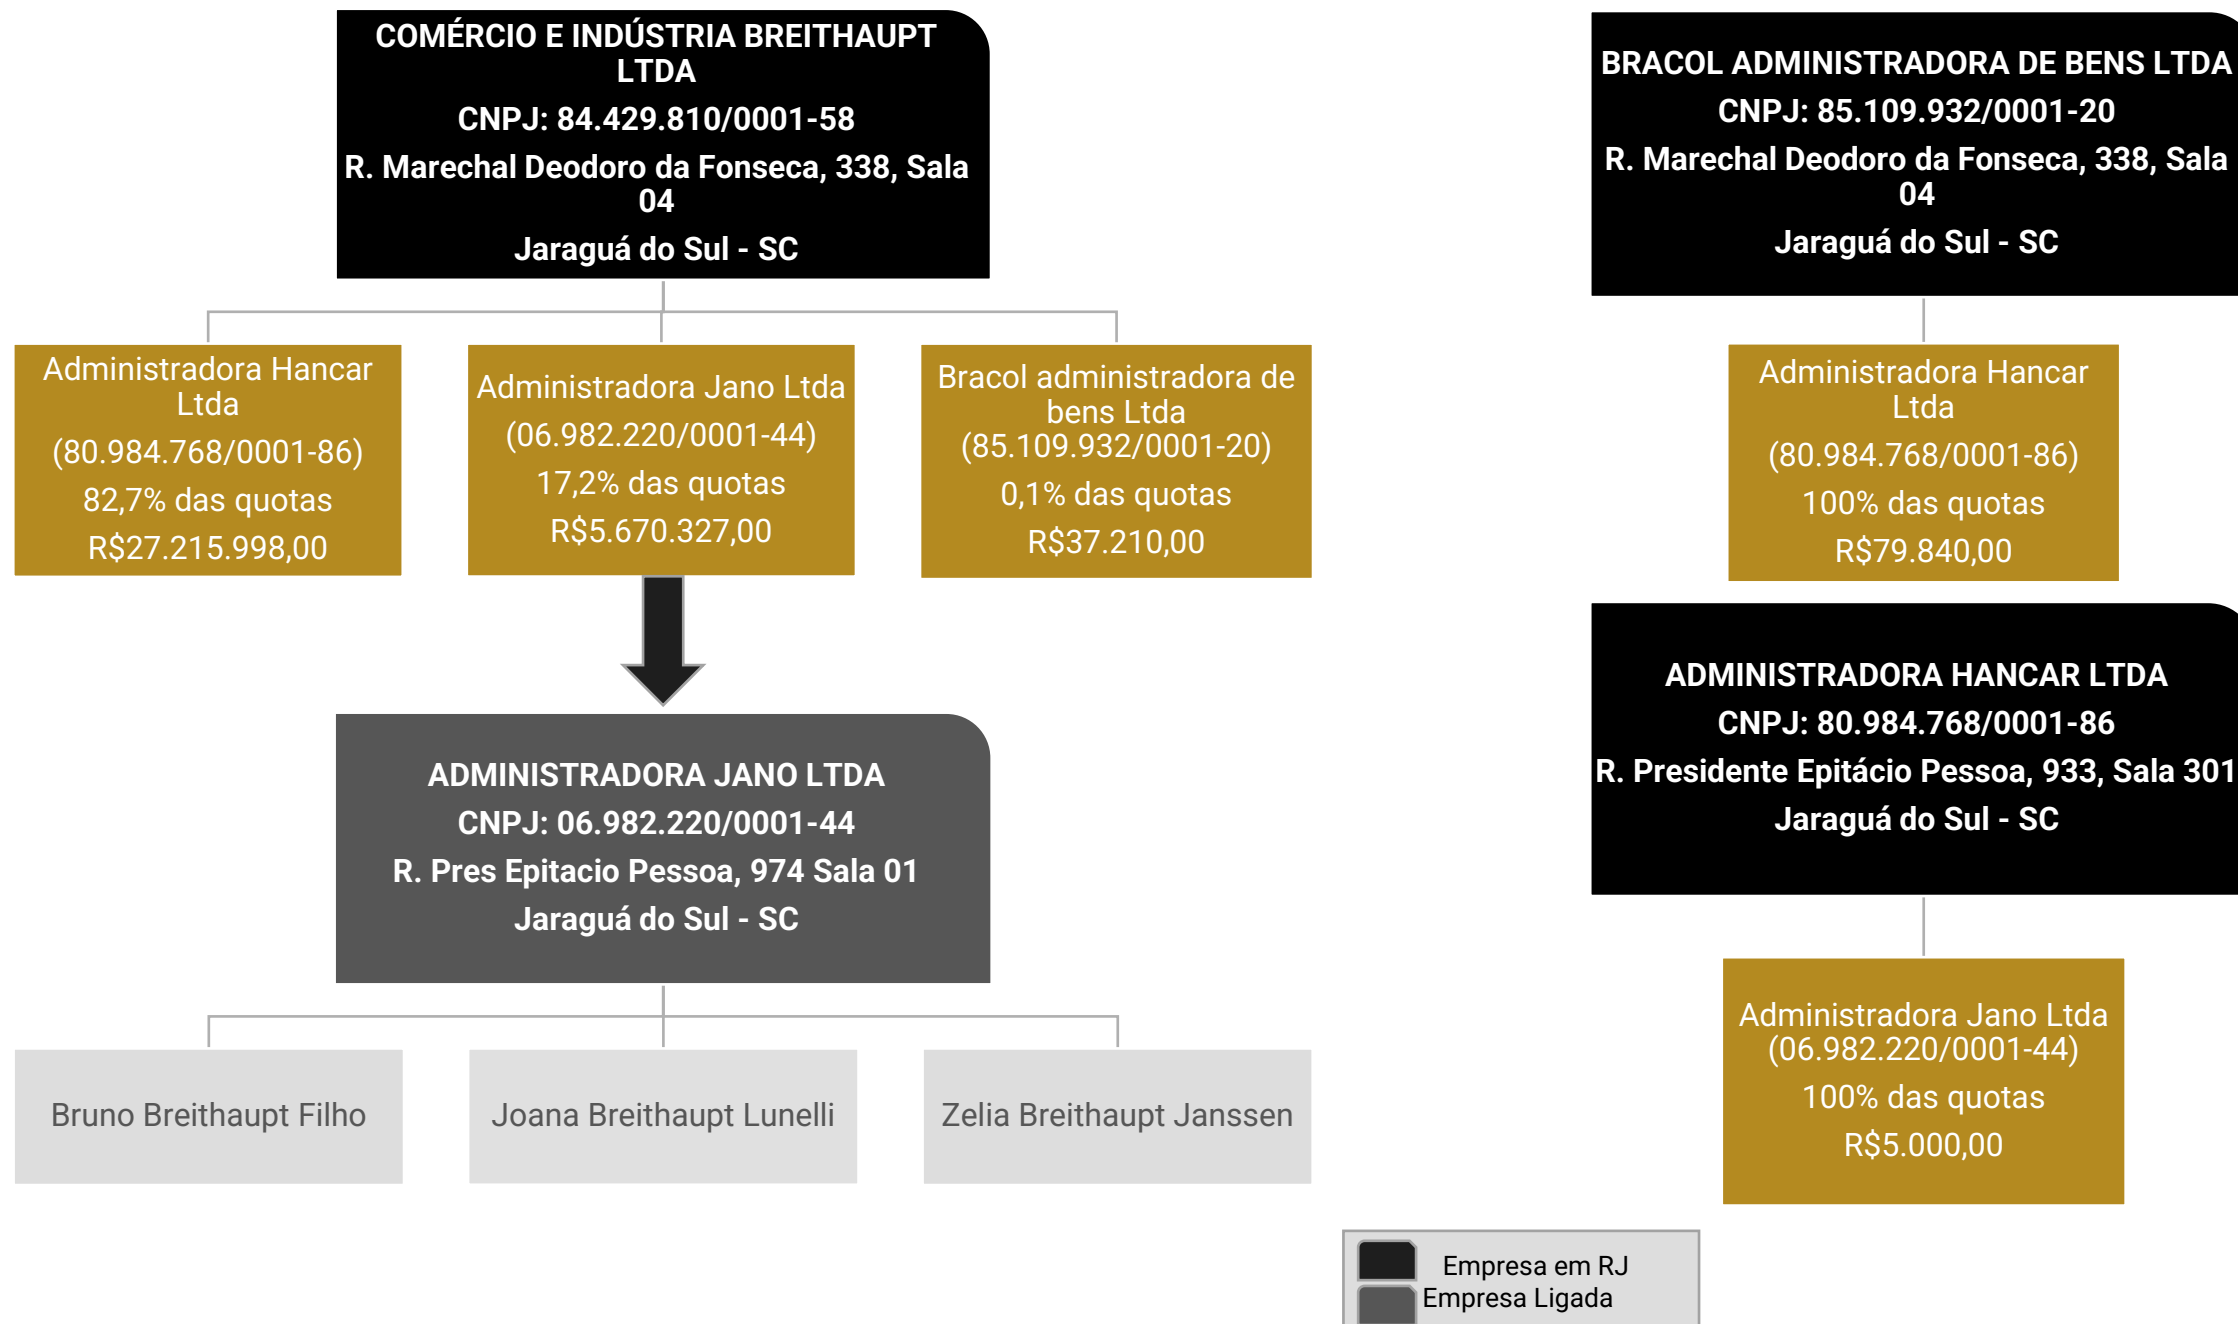 COMÉRCIO E INDÚSTRIA BREITHAUPT
LTDA
CNPJ: 84.429.810/0001-58
R. Marechal Deodoro da Fonseca, 338, Sala
04
Jaraguá do Sul - SC
Administradora Hancar
Ltda
(80.984.768/0001-86)
82,7% das quotas
R$27.215.998,00
Administradora Jano Ltda
(06.982.220/0001-44)
17,2% das quotas
R$5.670.327,00
Bracol administradora de
bens Ltda
(85.109.932/0001-20)
0,1% das quotas
R$37.210,00
ADMINISTRADORA JANO LTDA
CNPJ: 06.982.220/0001-44
R. Pres Epitacio Pessoa, 974 Sala 01
Jaraguá do Sul - SC
Bruno Breithaupt Filho
Joana Breithaupt Lunelli
Zelia Breithaupt Janssen
BRACOL ADMINISTRADORA DE BENS LTDA
CNPJ: 85.109.932/0001-20
R. Marechal Deodoro da Fonseca, 338, Sala
04
Jaraguá do Sul - SC
Administradora Hancar
Ltda
(80.984.768/0001-86)
100% das quotas
R$79.840,00
ADMINISTRADORA HANCAR LTDA
CNPJ: 80.984.768/0001-86
R. Presidente Epitácio Pessoa, 933, Sala 301
Jaraguá do Sul - SC
Administradora Jano Ltda
(06.982.220/0001-44)
100% das quotas
R$5.000,00
Empresa em RJ
Empresa Ligada